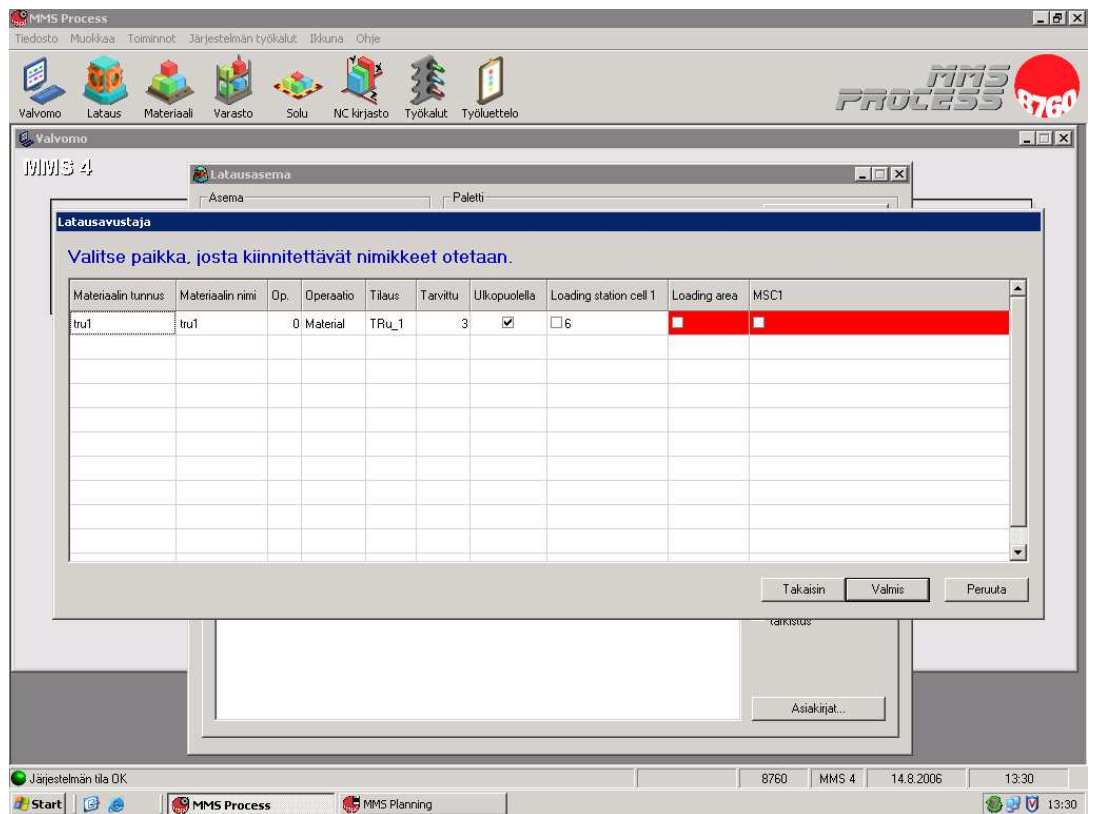 MMS Process
Tiedosto Muokkaa Toiminnot Järjestelmän työkalut Ikkuna Ohje
Valvomo Lataus Materiaali Varasto Solu NC kirjasto Työkalut Työluettelo
MMS PROCESS 8760
Valvomo
MMS 4
Latausasema
Asema Paletti
Latausavustaja
Valitse paikka, josta kiinnitettävät nimikkeet otetaan.
Materiaalin tunnus Materiaalin nimi Op. Operaatio Tilaus Tarvittu Ulkopuolella Loading station cell 1 Loading area MSC1
tru1 tru1 0 Material TRu_1 3 6
Takaisin Valmis Peruuta
tarkistus
Asiakirjat...
Järjestelmän tila OK 8760 MMS 4 14.8.2006 13:30
Start MMS Process MMS Planning 13:30